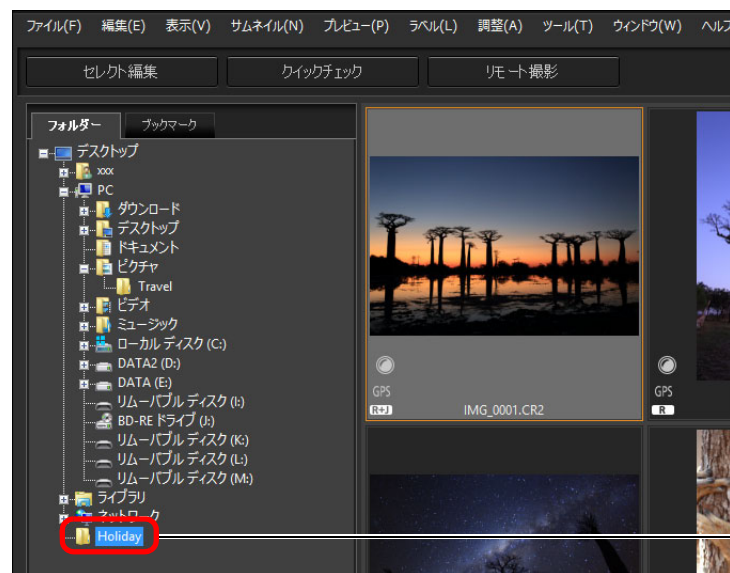 ファイル(F) 編集(E) 表示(V) サムネイル(N) プレビュー(P) ラベル(L) 調整(A) ツール(T) ウィンドウ(W) ヘルプ
セレクト編集 クイックチェック リモート撮影
フォルダー ブックマーク
デスクトップ
xxx
PC
ダウンロード
デスクトップ
ドキュメント
ピクチャ
Travel
ビデオ
ミュージック
ローカル ディスク (C:)
DATA2 (D:)
DATA (E:)
リムーバブル ディスク (I:)
BD-RE ドライブ (J:)
リムーバブル ディスク (K:)
リムーバブル ディスク (L:)
リムーバブル ディスク (M:)
ライブラリ
ネットワーク
Holiday
GPS
R+J IMG_0001.CR2
GPS
R